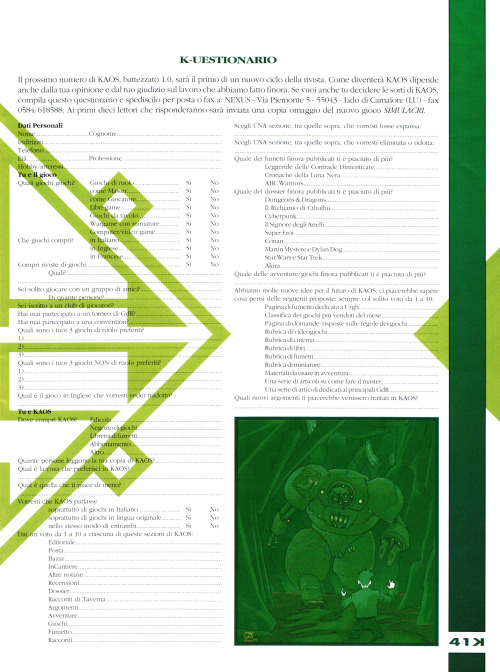 K-UESTIONARIO
Il prossimo numero di KAOS, battezzato 1.0, sarà il primo di un nuovo ciclo della rivista. Come diventerà KAOS dipende
anche dalla tua opinione e dal tuo giudizio sul lavoro che abbiamo fatto finora. Se vuoi anche tu decidere le sorti di KAOS,
compila questo questionario e spediscilo per posto o fax a: NEXUS - Via Piemonte 5 - 55043 - Lido di Camaiore (LU) - fax
0584/618588. Ai primi dieci lettori che risponderanno sarà inviata una copia omaggio del nuovo gioco SIMULACRI.
Dati Personali
Nome Cognome
Indirizzo
Telefono
Età Professione
Hobby/interessi
Tu e il gioco
Quali giochi giochi? Giochi di ruolo Sì No
come Master Sì No
come Giocatore Sì No
Libri-game Sì No
Giochi da tavolo Sì No
Wargame con miniature Sì No
Computer/video game Sì No
Che giochi compri? in Italiano Sì No
in Inglese Sì No
in Francese Sì No
Compri riviste di giochi Sì No
Quali?
Sei solito giocare con un gruppo di amici?
Di quante persone?
Sei iscritto a un club di giocatori?
Hai mai partecipato a un torneo di GdR?
Hai mai partecipato a una convention?
Quali sono i tuoi 3 giochi di ruolo preferiti?
1)
2)
3)
Quali sono i tuoi 3 giochi NON di ruolo preferiti?
1)
2)
3)
Qual è il gioco in Inglese che vorresti veder tradotto?
Tu e KAOS
Dove compri KAOS? Edicola
Negozio di giochi
Libreria di fumetti
Abbonamento
Altro
Quante persone leggono la tua copia di KAOS?
Qual è la cosa che preferisci in KAOS?
Qual è quella che ti piace di meno?
Vorresti che KAOS parlasse
soprattutto di giochi in Italiano Sì No
soprattutto di giochi in lingua originale Sì No
nello stesso modo di entrambi Sì No
Dai un voto da 1 a 10 a ciascuna di queste sezioni di KAOS:
Editoriale
Posta
Bazar
InCantiere
Altre notizie
Recensioni
Dossier
Racconti di Taverna
Argomenti
Avventure
Giochi
Fumetto
Racconti
Scegli UNA sezione, tra quelle sopra, che vorresti fosse espansa:
Scegli UNA sezione, tra quelle sopra, che vorresti eliminata o ridotta:
Quale dei fumetti finora pubblicati ti è piaciuto di più?
Leggende delle Contrade Dimenticate
Cronache della Luna Nera
ABC Warriors
Quale dei dossier finora pubblicati ti è piaciuto di più?
Dungeons & Dragons
Il Richiamo di Cthulhu
Cyberpunk
Il Signore degli Anelli
Super Eroi
Conan
Martin Mystere e Dylan Dog
Star Wars e Star Trek
Akira
Quale delle avventure/giochi finora pubblicati ti è piaciuta di più?
Abbiamo molte nuove idee per il futuro di KAOS; ci piacerebbe sapere
cosa pensi delle seguenti proposte, sempre col solito voto da 1 a 10:
Pagina di fumetto dedicata a Ugh
Classifica dei giochi più venduti del mese
Pagina di domande/risposte sulle regole dei giochi
Rubrica di videogiochi
Rubrica di cinema
Rubrica di libri
Rubrica di fumetti
Rubrica di miniature
Materiali da usare in avventura
Una serie di articoli su come fare il master
Una serie di articoli dedicati ai principali GdR
Quali nuovi argomenti ti piacerebbe venissero trattati in KAOS?
41K